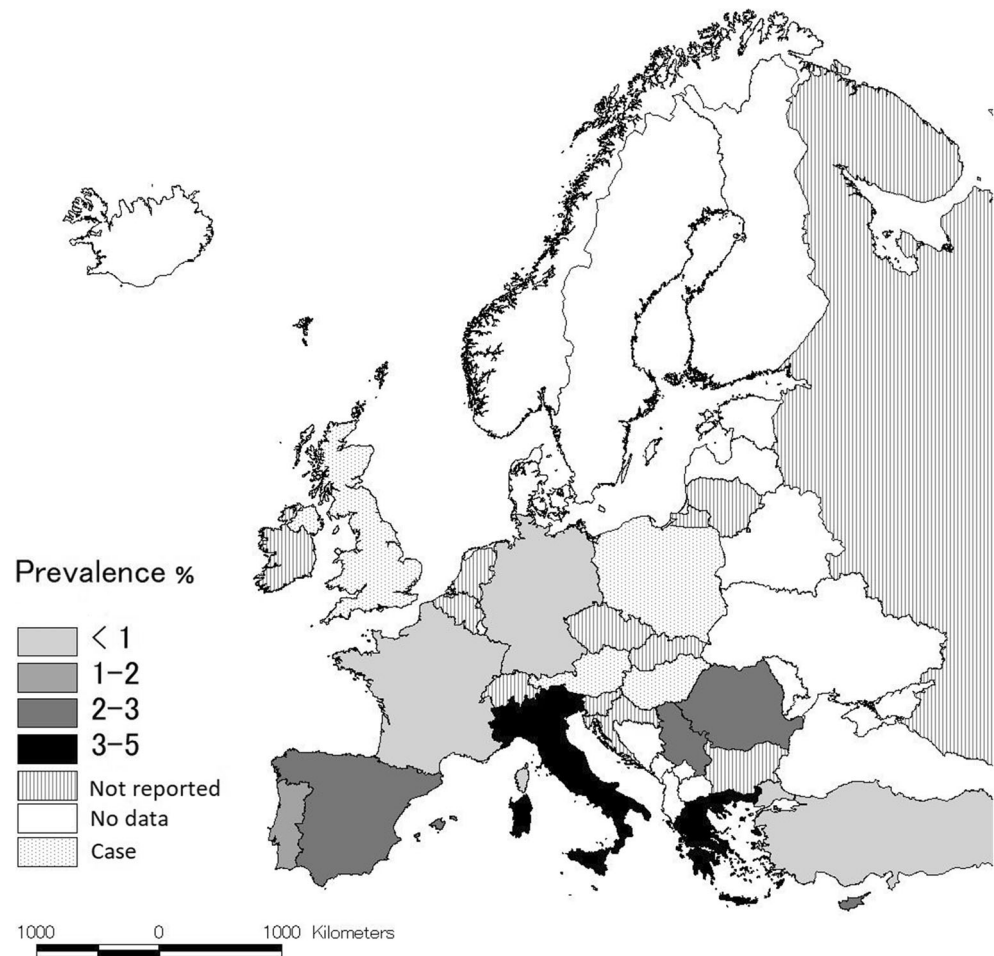 Prevalence %
< 1
1-2
2-3
3-5
Not reported
No data
Case
1000 0 1000 Kilometers